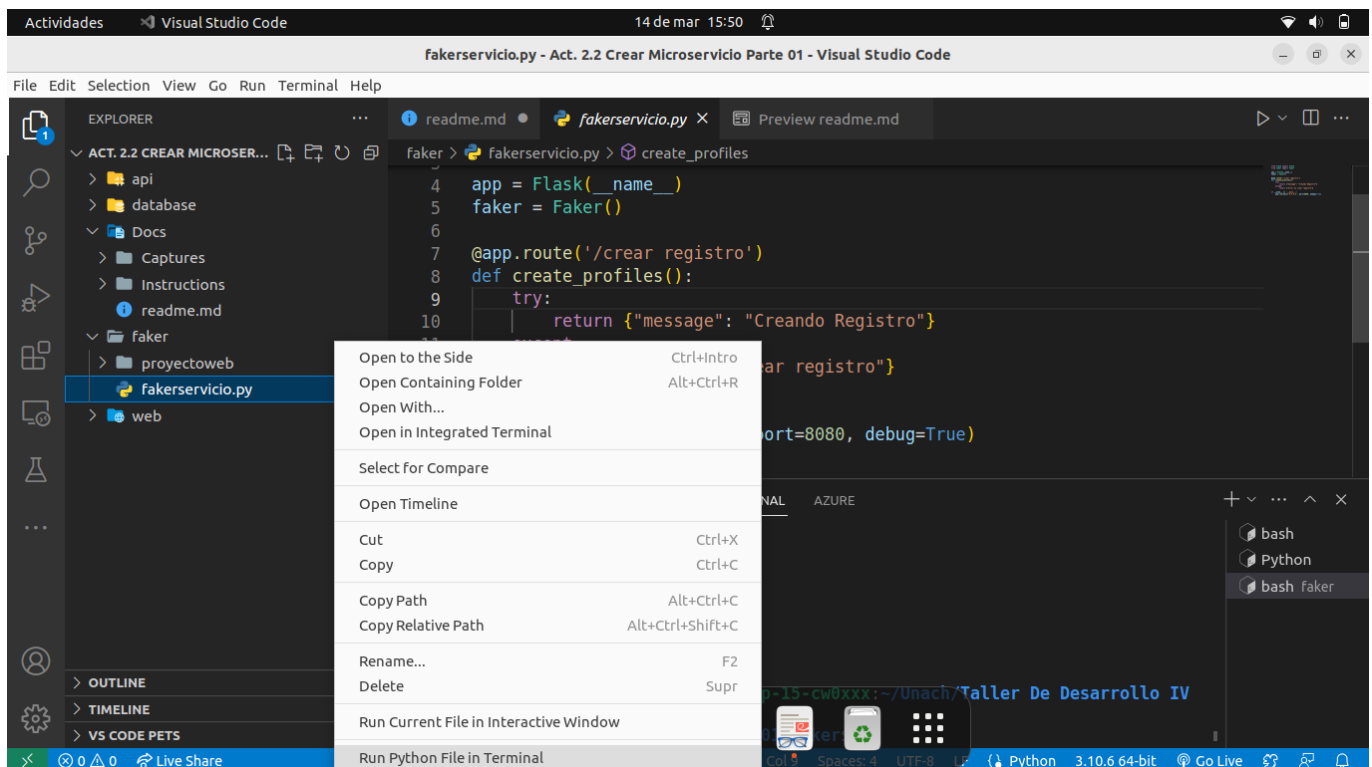 Actividades Visual Studio Code 14 de mar 15:50
fakerservicio.py - Act. 2.2 Crear Microservicio Parte 01 - Visual Studio Code
File Edit Selection View Go Run Terminal Help
EXPLORER ...
readme.md fakerservicio.py Preview readme.md
ACT. 2.2 CREAR MICROSER...
faker > fakerservicio.py > create_profiles
1
api
database
Docs
Captures
Instructions
readme.md
faker
proyectoweb
fakerservicio.py
web
4 app = Flask(__name__)
5 faker = Faker()
6
7 @app.route('/crear registro')
8 def create_profiles():
9 try:
10 return {"message": "Creando Registro"}
ar registro"}
port=8080, debug=True)
Open to the Side Ctrl+Intro
Open Containing Folder Alt+Ctrl+R
Open With...
Open in Integrated Terminal
Select for Compare
Open Timeline
Cut Ctrl+X
Copy Ctrl+C
Copy Path Alt+Ctrl+C
Copy Relative Path Alt+Ctrl+Shift+C
Rename... F2
Delete Supr
Run Current File in Interactive Window
Run Python File in Terminal
NAL AZURE
bash
Python
bash faker
p-15-cw0xxx:~/Unach/Taller De Desarrollo IV
OUTLINE
TIMELINE
VS CODE PETS
0 0 Live Share
Spaces: 4 UTF-8 LF Python 3.10.6 64-bit Go Live